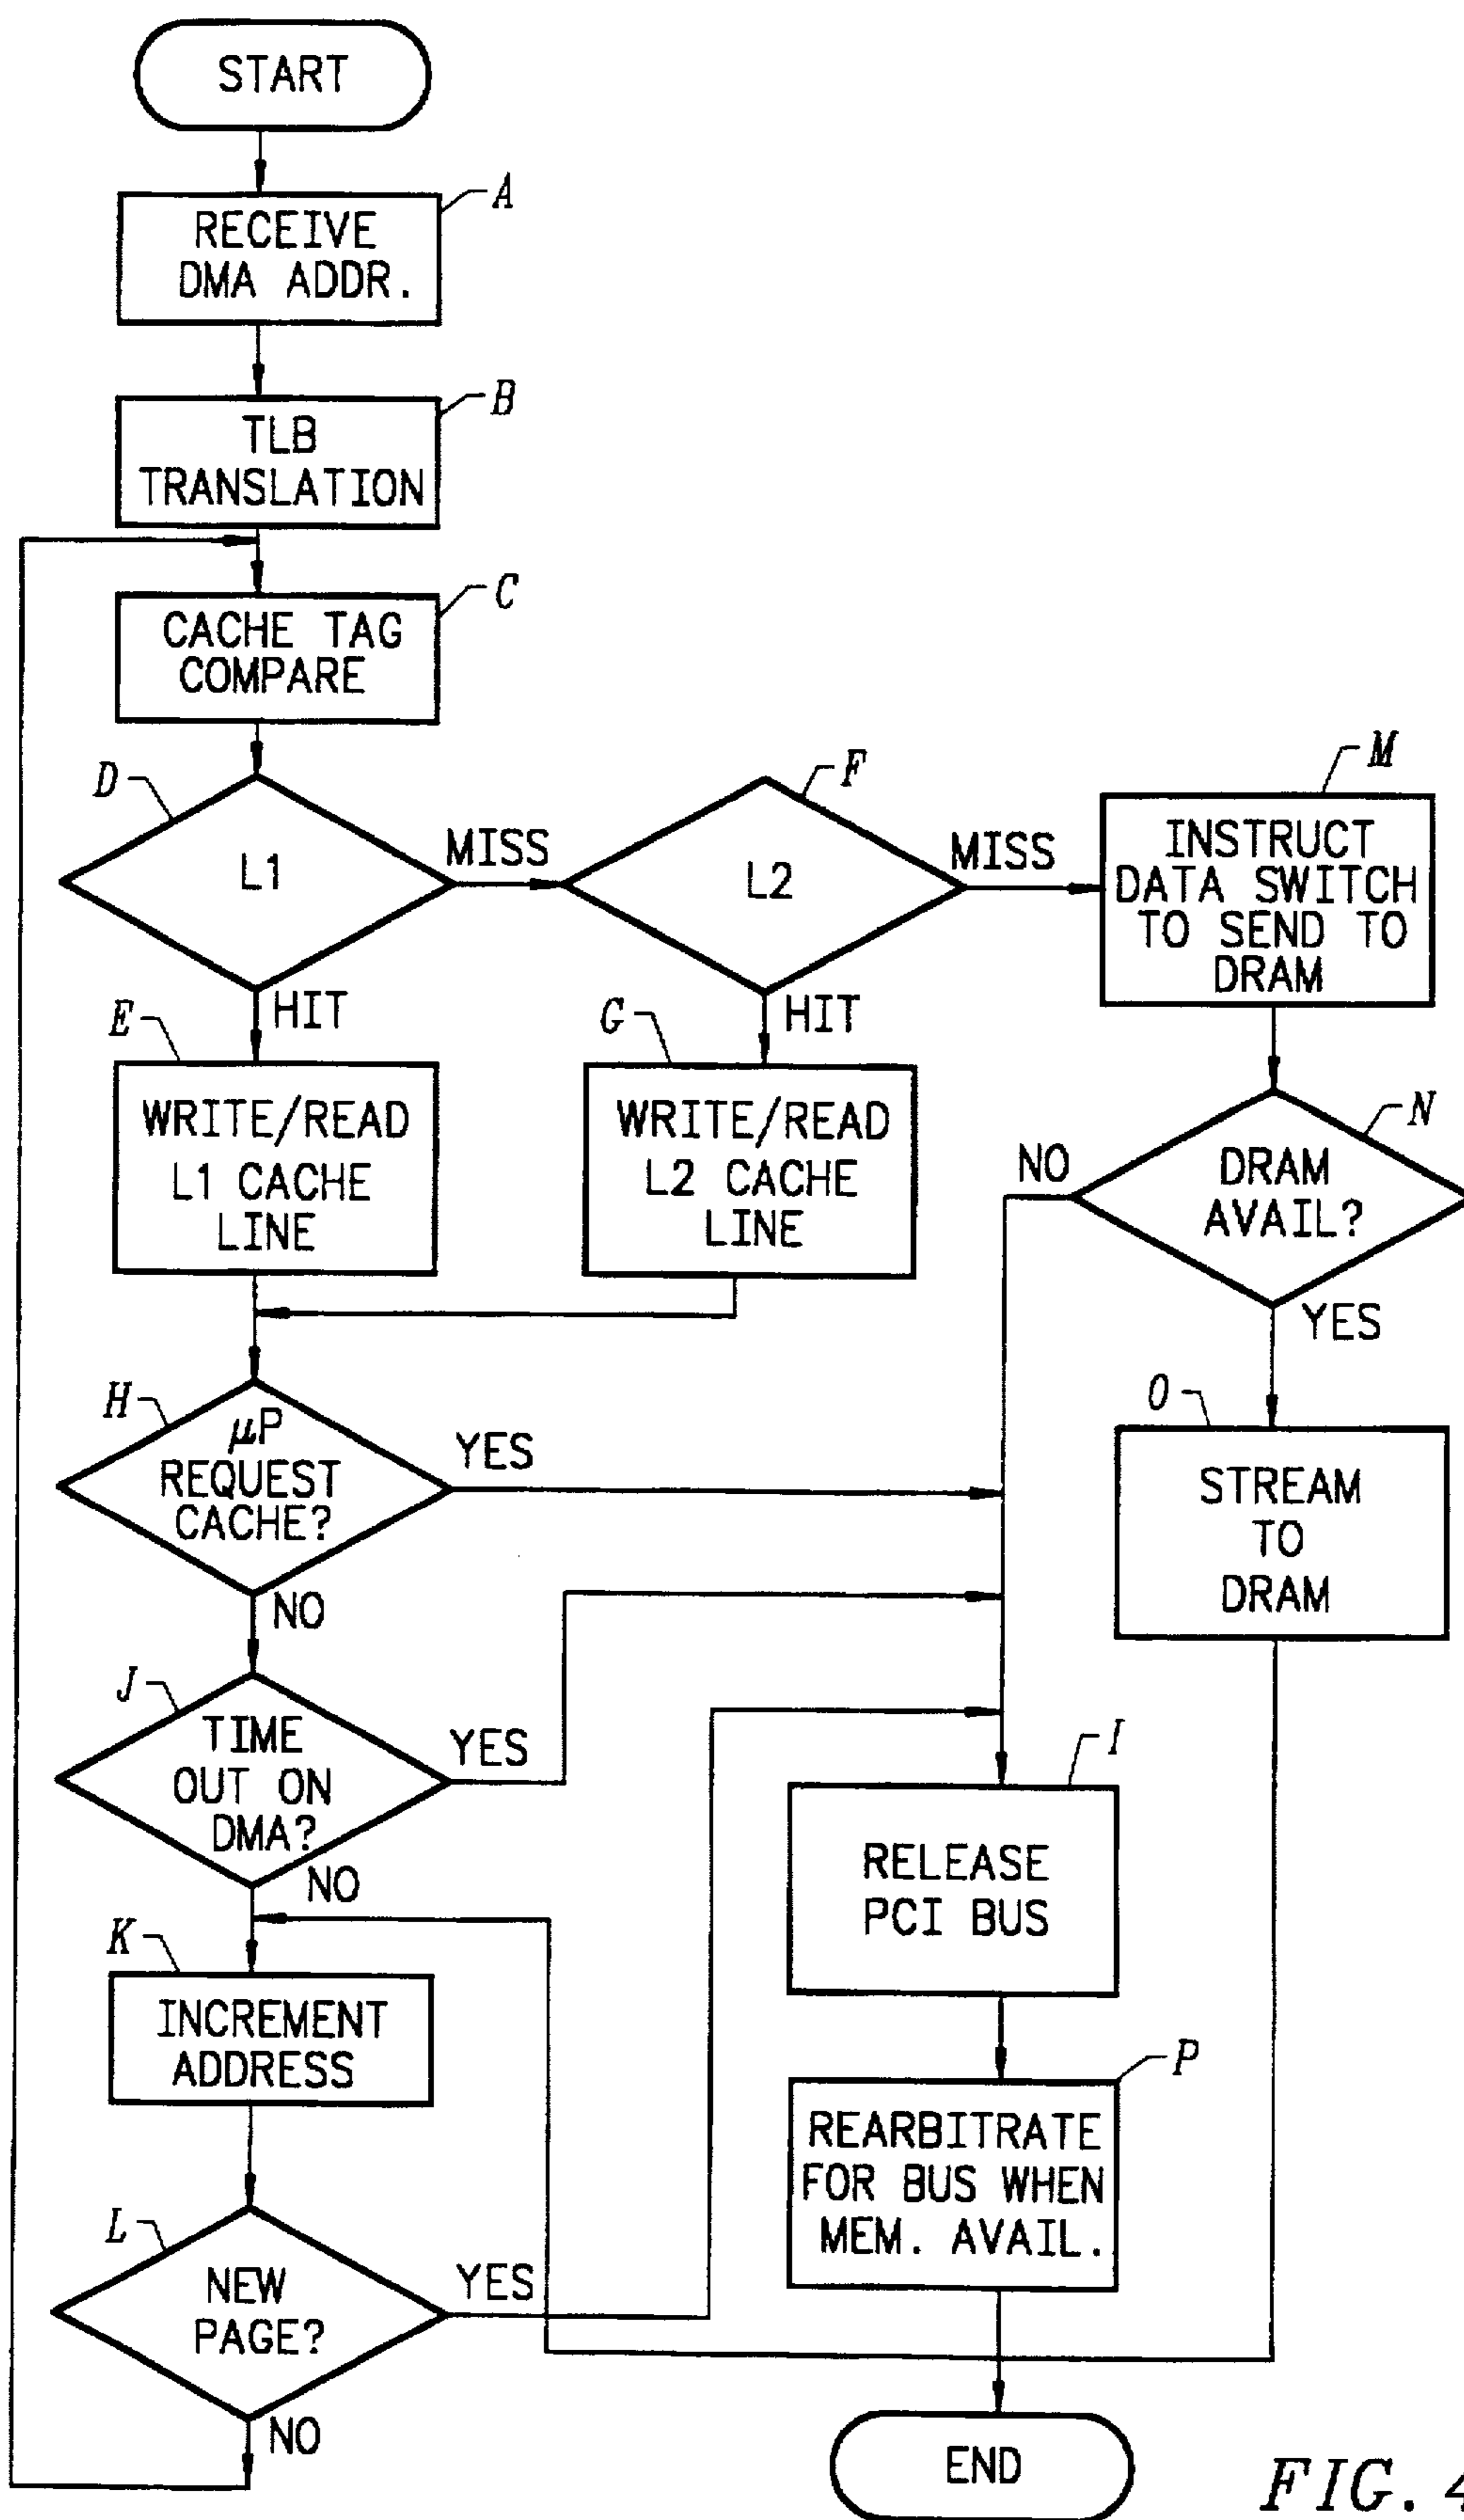 START
A
RECEIVE
DMA ADDR.
B
TLB
TRANSLATION
C
CACHE TAG
COMPARE
D
L1
MISS
HIT
F
L2
MISS
HIT
M
INSTRUCT
DATA SWITCH
TO SEND TO
DRAM
E
WRITE/READ
L1 CACHE
LINE
G
WRITE/READ
L2 CACHE
LINE
N
DRAM
AVAIL?
NO
YES
H
µP
REQUEST
CACHE?
YES
NO
O
STREAM
TO
DRAM
J
TIME
OUT ON
DMA?
YES
NO
I
RELEASE
PCI BUS
K
INCREMENT
ADDRESS
P
REARBITRATE
FOR BUS WHEN
MEM. AVAIL.
L
NEW
PAGE?
YES
NO
END
FIG. 4